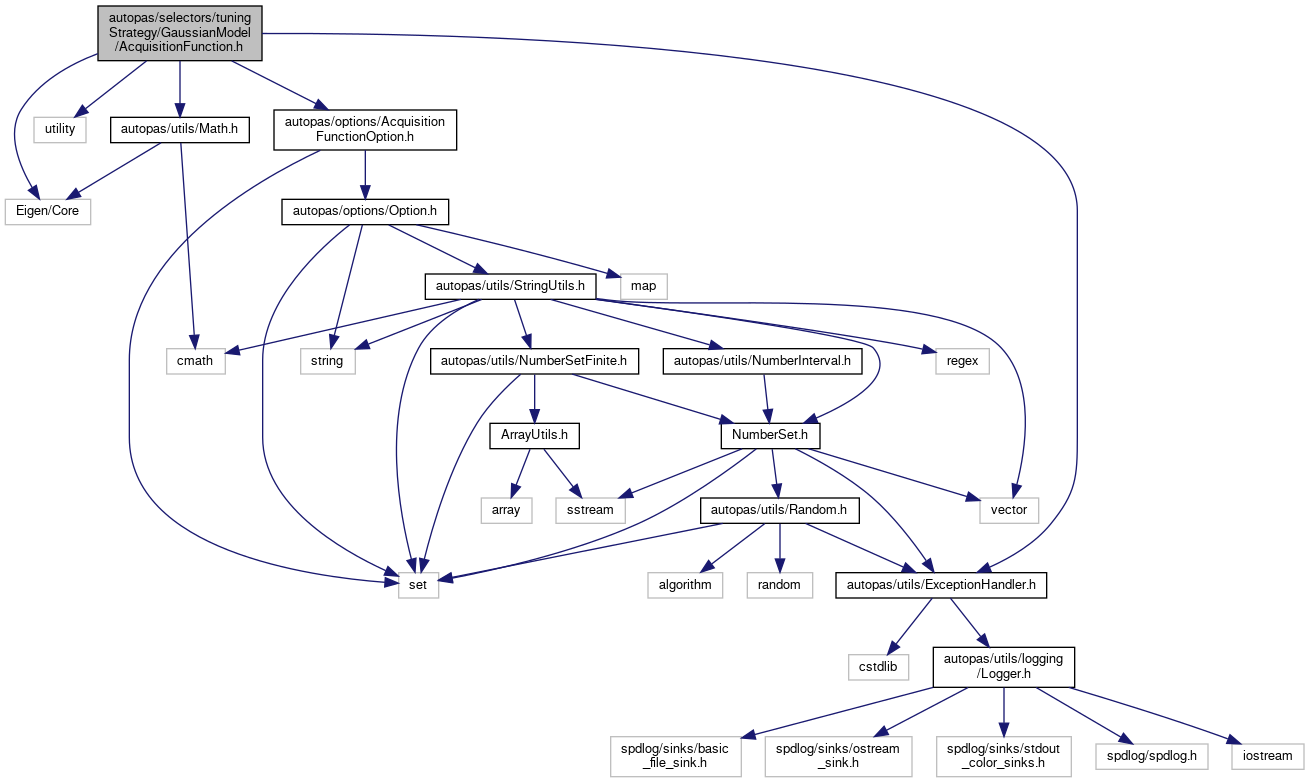 autopas/selectors/tuning
Strategy/GaussianModel
/AcquisitionFunction.h
utility
autopas/utils/Math.h
autopas/options/Acquisition
FunctionOption.h
Eigen/Core
autopas/options/Option.h
autopas/utils/StringUtils.h
map
cmath
string
autopas/utils/NumberSetFinite.h
autopas/utils/NumberInterval.h
regex
ArrayUtils.h
NumberSet.h
array
sstream
autopas/utils/Random.h
vector
set
algorithm
random
autopas/utils/ExceptionHandler.h
cstdlib
autopas/utils/logging
/Logger.h
spdlog/sinks/basic
_file_sink.h
spdlog/sinks/ostream
_sink.h
spdlog/sinks/stdout
_color_sinks.h
spdlog/spdlog.h
iostream